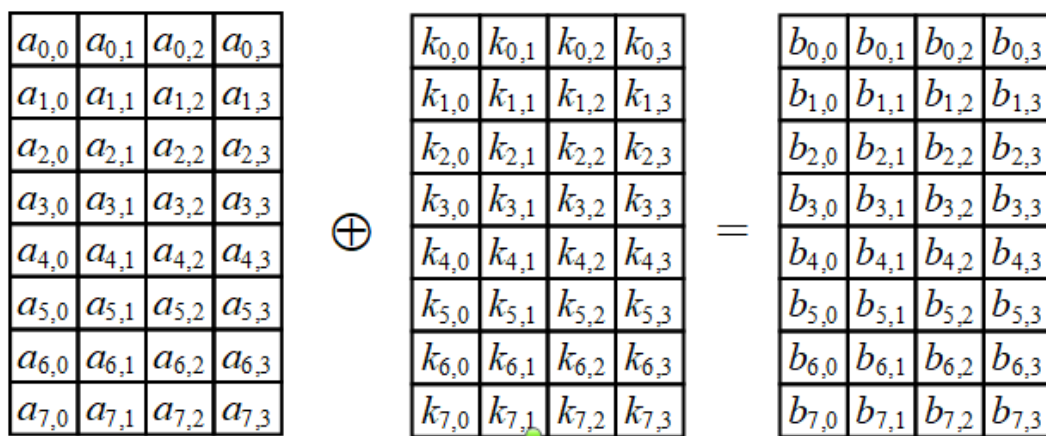 a0,0 a0,1 a0,2 a0,3 k0,0 k0,1 k0,2 k0,3 b0,0 b0,1 b0,2 b0,3
a1,0 a1,1 a1,2 a1,3 k1,0 k1,1 k1,2 k1,3 b1,0 b1,1 b1,2 b1,3
a2,0 a2,1 a2,2 a2,3 k2,0 k2,1 k2,2 k2,3 b2,0 b2,1 b2,2 b2,3
a3,0 a3,1 a3,2 a3,3 ⊕ k3,0 k3,1 k3,2 k3,3 = b3,0 b3,1 b3,2 b3,3
a4,0 a4,1 a4,2 a4,3 k4,0 k4,1 k4,2 k4,3 b4,0 b4,1 b4,2 b4,3
a5,0 a5,1 a5,2 a5,3 k5,0 k5,1 k5,2 k5,3 b5,0 b5,1 b5,2 b5,3
a6,0 a6,1 a6,2 a6,3 k6,0 k6,1 k6,2 k6,3 b6,0 b6,1 b6,2 b6,3
a7,0 a7,1 a7,2 a7,3 k7,0 k7,1 k7,2 k7,3 b7,0 b7,1 b7,2 b7,3